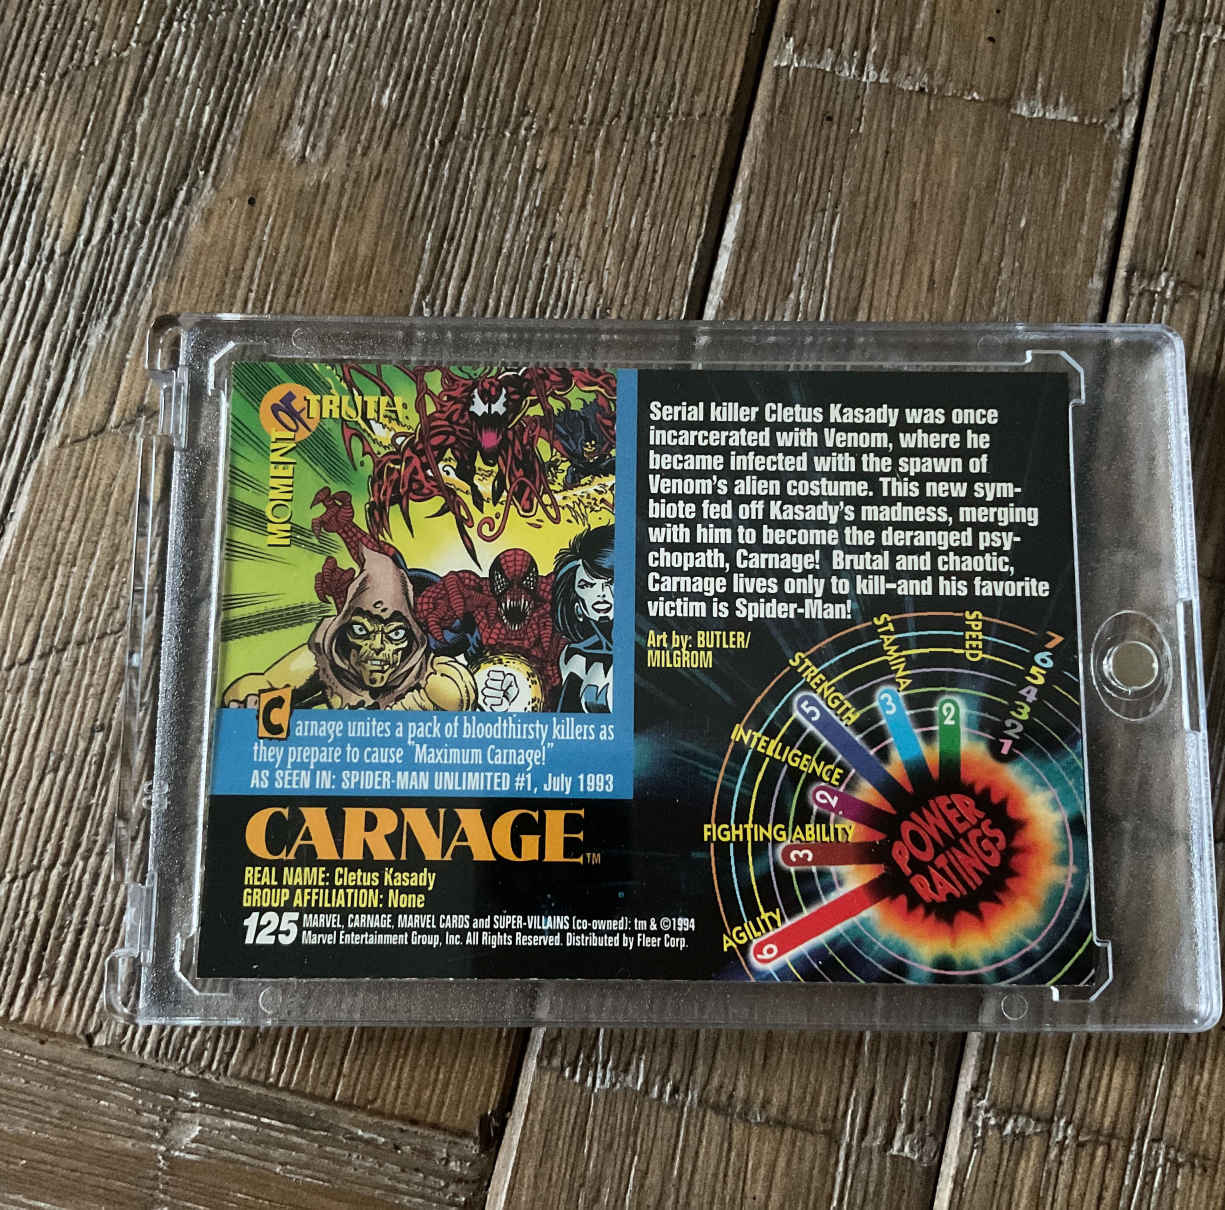 MOMENT OF TRUTH
Carnage unites a pack of bloodthirsty killers as
they prepare to cause "Maximum Carnage!"
AS SEEN IN: SPIDER-MAN UNLIMITED #1, July 1993
CARNAGE™
REAL NAME: Cletus Kasady
GROUP AFFILIATION: None
125 MARVEL, CARNAGE, MARVEL CARDS and SUPER-VILLAINS (co-owned): tm & ©1994
Marvel Entertainment Group, Inc. All Rights Reserved. Distributed by Fleer Corp.
Serial killer Cletus Kasady was once
incarcerated with Venom, where he
became infected with the spawn of
Venom's alien costume. This new sym-
biote fed off Kasady's madness, merging
with him to become the deranged psy-
chopath, Carnage! Brutal and chaotic,
Carnage lives only to kill–and his favorite
victim is Spider-Man!
Art by: BUTLER/
MILGROM
SPEED
2
STAMINA
3
STRENGTH
5
INTELLIGENCE
2
FIGHTING ABILITY
3
AGILITY
6
7
6
5
4
3
2
1
POWER
RATINGS